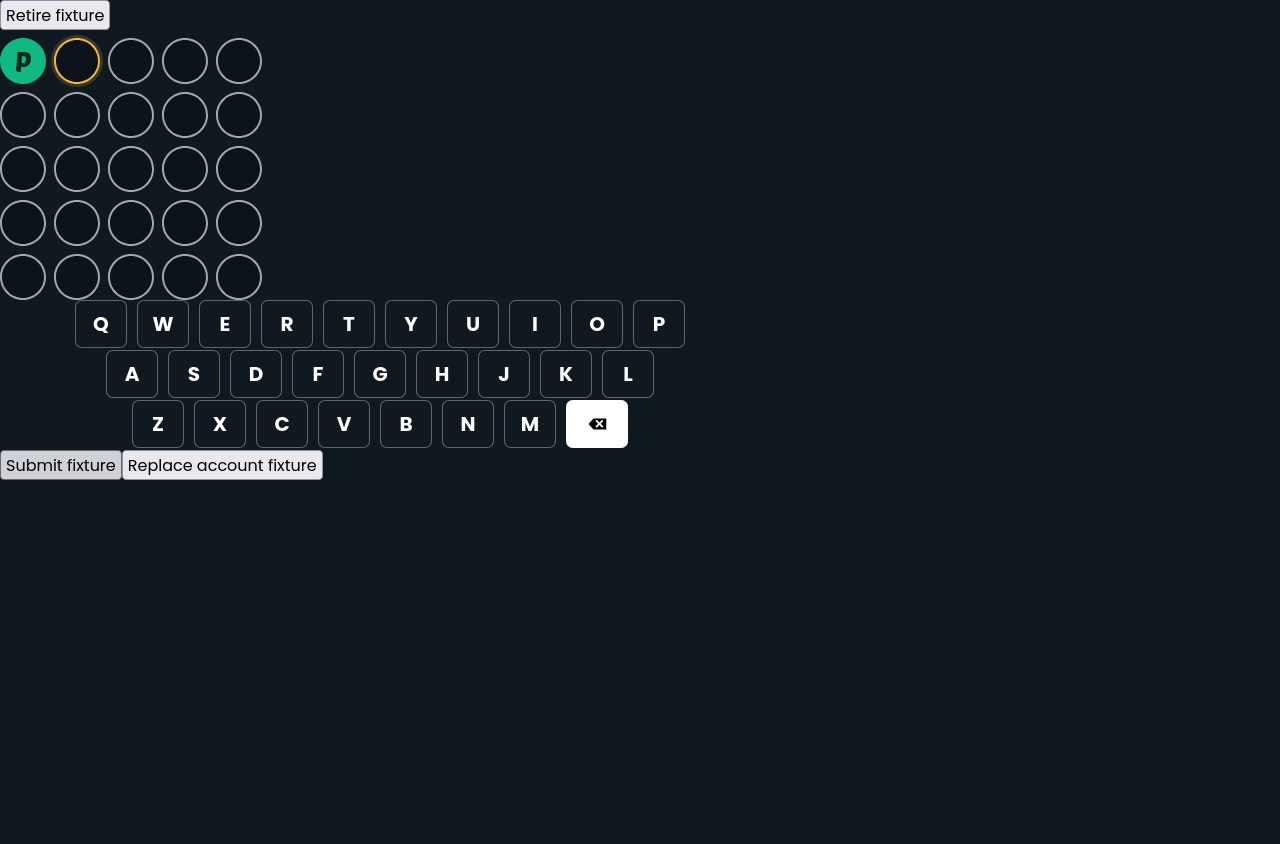 Retire fixture
P
Q W E R T Y U I O P
A S D F G H J K L
Z X C V B N M
Submit fixture Replace account fixture